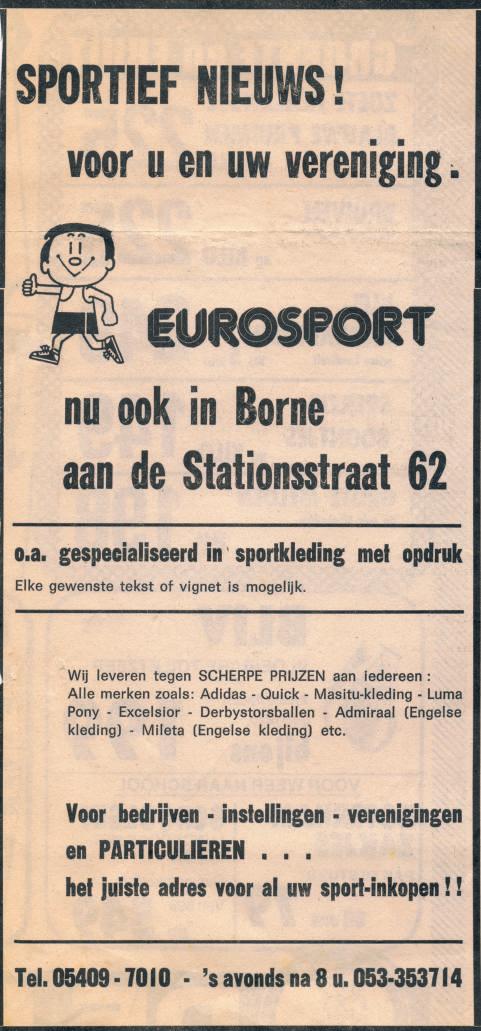 SPORTIEF NIEUWS!
voor u en uw vereniging.
EUROSPORT
nu ook in Borne
aan de Stationsstraat 62
o.a. gespecialiseerd in sportkleding met opdruk
Elke gewenste tekst of vignet is mogelijk.
Wij leveren tegen SCHERPE PRIJZEN aan iedereen :
Alle merken zoals: Adidas - Quick - Masitu-kleding - Luma
Pony - Excelsior - Derbystorsballen - Admiraal (Engelse
kleding) - Mileta (Engelse kleding) etc.
Voor bedrijven - instellingen - verenigingen
en PARTICULIEREN . . .
het juiste adres voor al uw sport-inkopen!!
Tel. 05409-7010 - 's avonds na 8 u. 053-353714